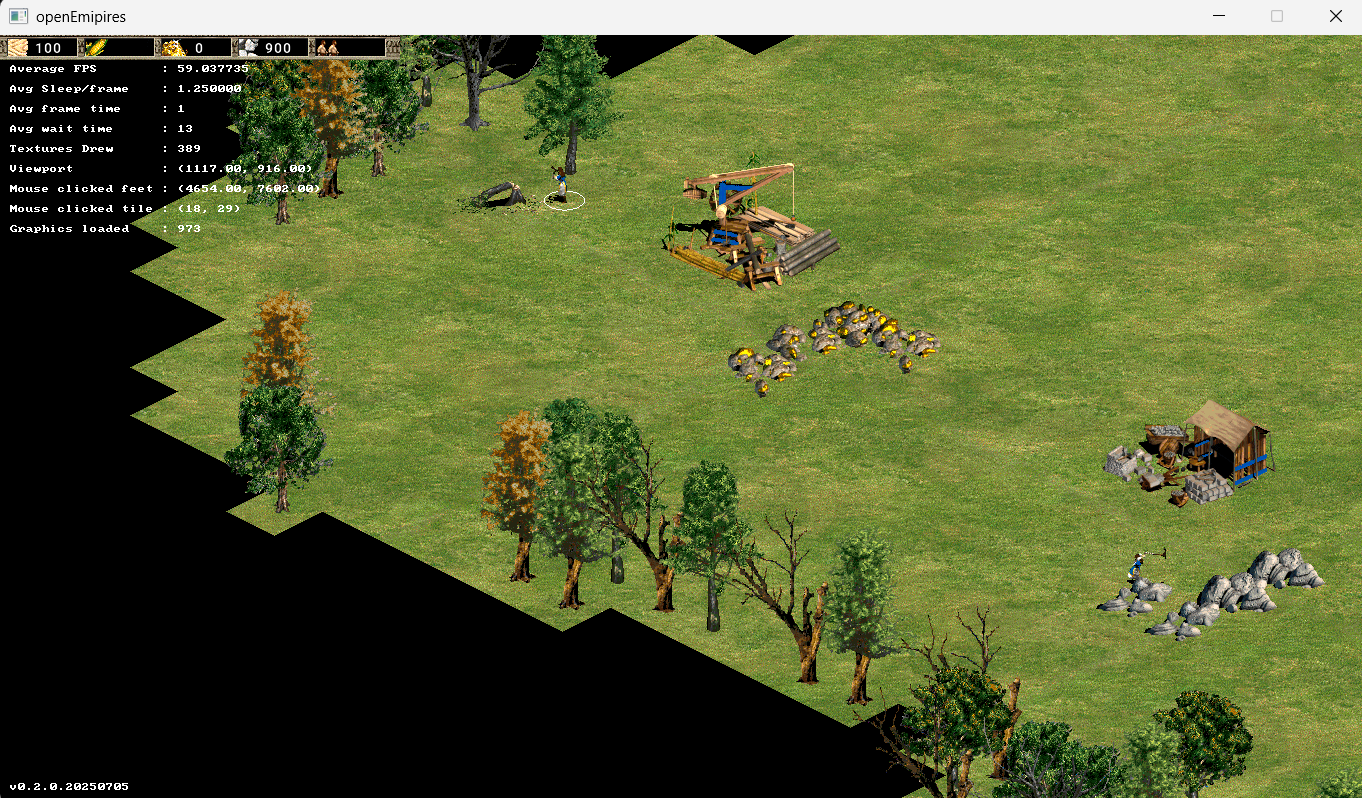 openEmipires
100 0 900
Average FPS : 59.037735
Avg Sleep/frame : 1.250000
Avg frame time : 1
Avg wait time : 13
Textures Drew : 389
Viewport : (1117.00, 916.00)
Mouse clicked feet : (4654.00, 7602.00)
Mouse clicked tile : (18, 29)
Graphics loaded : 973
v0.2.0.20250705